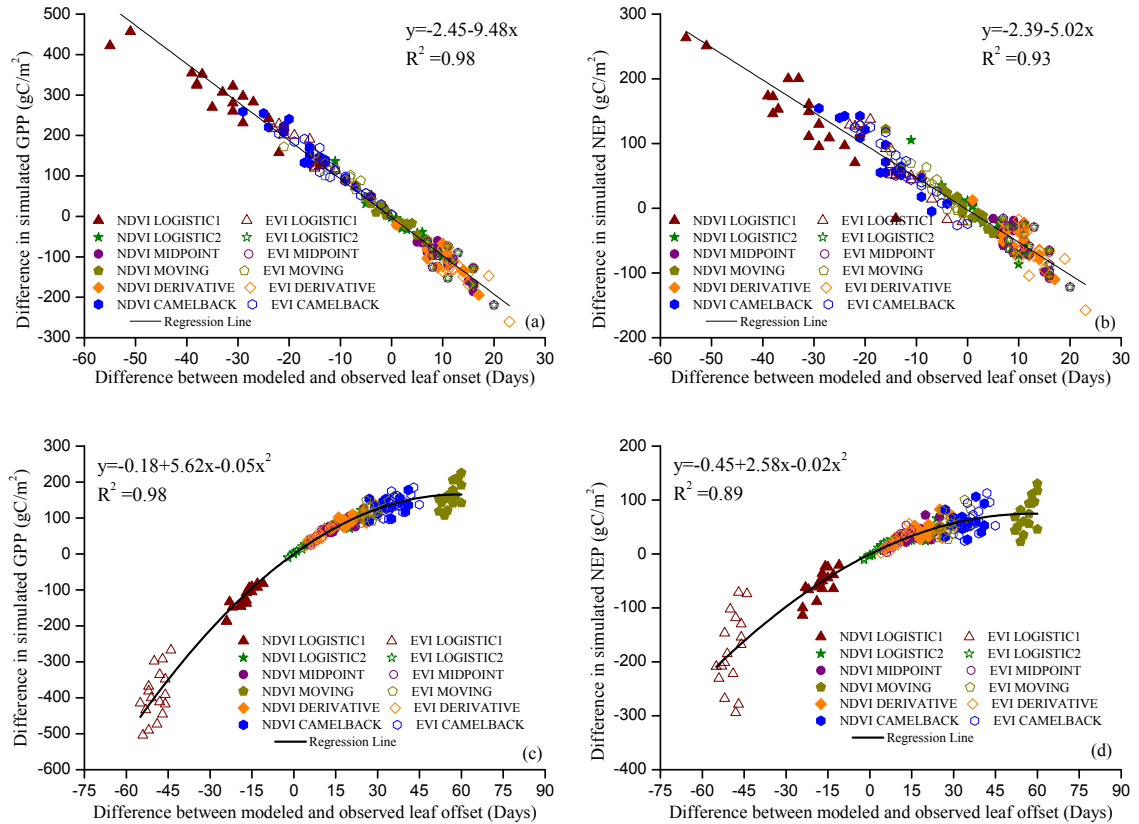 500
400
300
200
100
0
-100
-200
-300
Difference in simulated GPP (gC/m²)
y=-2.45-9.48x
R² =0.98
NDVI LOGISTIC1 EVI LOGISTIC1
NDVI LOGISTIC2 EVI LOGISTIC2
NDVI MIDPOINT EVI MIDPOINT
NDVI MOVING EVI MOVING
NDVI DERIVATIVE EVI DERIVATIVE
NDVI CAMELBACK EVI CAMELBACK
Regression Line
(a)
-60 -50 -40 -30 -20 -10 0 10 20 30
Difference between modeled and observed leaf onset (Days)
300
200
100
0
-100
-200
Difference in simulated NEP (gC/m²)
y=-2.39-5.02x
R² =0.93
NDVI LOGISTIC1 EVI LOGISTIC1
NDVI LOGISTIC2 EVI LOGISTIC2
NDVI MIDPOINT EVI MIDPOINT
NDVI MOVING EVI MOVING
NDVI DERIVATIVE EVI DERIVATIVE
NDVI CAMELBACK EVI CAMELBACK
Regression Line
(b)
-60 -50 -40 -30 -20 -10 0 10 20 30
Difference between modeled and observed leaf onset (Days)
300
200
100
0
-100
-200
-300
-400
-500
-600
Difference in simulated GPP (gC/m²)
y=-0.18+5.62x-0.05x²
R² =0.98
NDVI LOGISTIC1 EVI LOGISTIC1
NDVI LOGISTIC2 EVI LOGISTIC2
NDVI MIDPOINT EVI MIDPOINT
NDVI MOVING EVI MOVING
NDVI DERIVATIVE EVI DERIVATIVE
NDVI CAMELBACK EVI CAMELBACK
Regression Line
(c)
-75 -60 -45 -30 -15 0 15 30 45 60 75 90
Difference between modeled and observed leaf offset (Days)
200
100
0
-100
-200
-300
-400
Difference in simulated NEP (gC/m²)
y=-0.45+2.58x-0.02x²
R² =0.89
NDVI LOGISTIC1 EVI LOGISTIC1
NDVI LOGISTIC2 EVI LOGISTIC2
NDVI MIDPOINT EVI MIDPOINT
NDVI MOVING EVI MOVING
NDVI DERIVATIVE EVI DERIVATIVE
NDVI CAMELBACK EVI CAMELBACK
Regression Line
(d)
-75 -60 -45 -30 -15 0 15 30 45 60 75 90
Difference between modeled and observed leaf offset (Days)